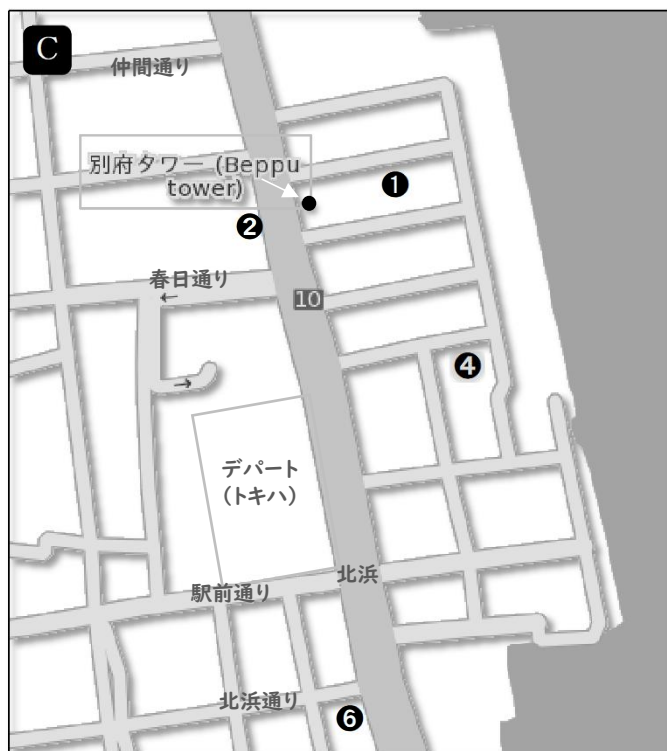 C
仲間通り
別府タワー (Beppu
tower)
❶
❷
春日通り
←
10
→
❹
デパート
(トキハ)
北浜
駅前通り
北浜通り
❻